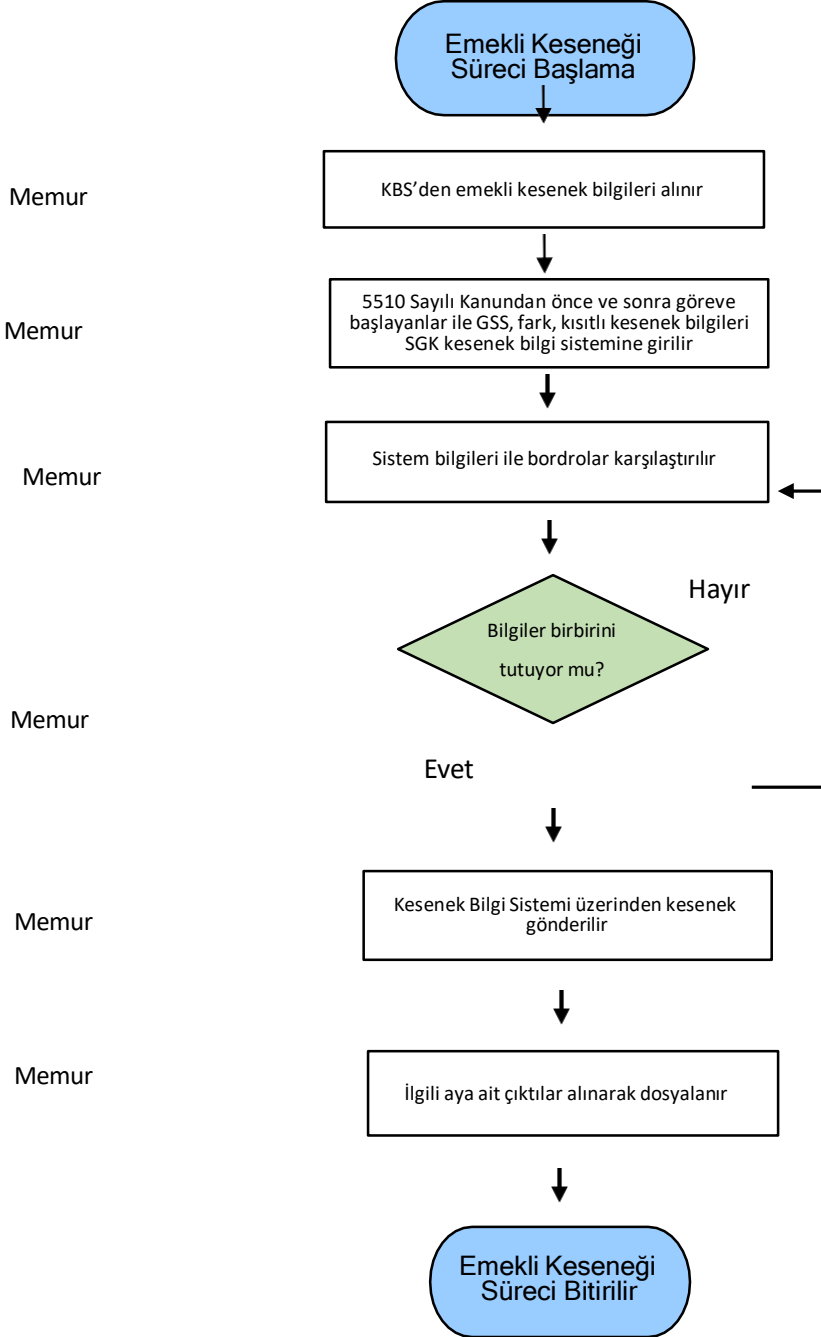 Emekli Keseneği
Süreci Başlama
Memur
KBS’den emekli kesenek bilgileri alınır
Memur
5510 Sayılı Kanundan önce ve sonra göreve
başlayanlar ile GSS, fark, kısıtlı kesenek bilgileri
SGK kesenek bilgi sistemine girilir
Memur
Sistem bilgileri ile bordrolar karşılaştırılır
Hayır
Bilgiler birbirini
tutuyor mu?
Memur
Evet
Memur
Kesenek Bilgi Sistemi üzerinden kesenek
gönderilir
Memur
İlgili aya ait çıktılar alınarak dosyalanır
Emekli Keseneği
Süreci Bitirilir